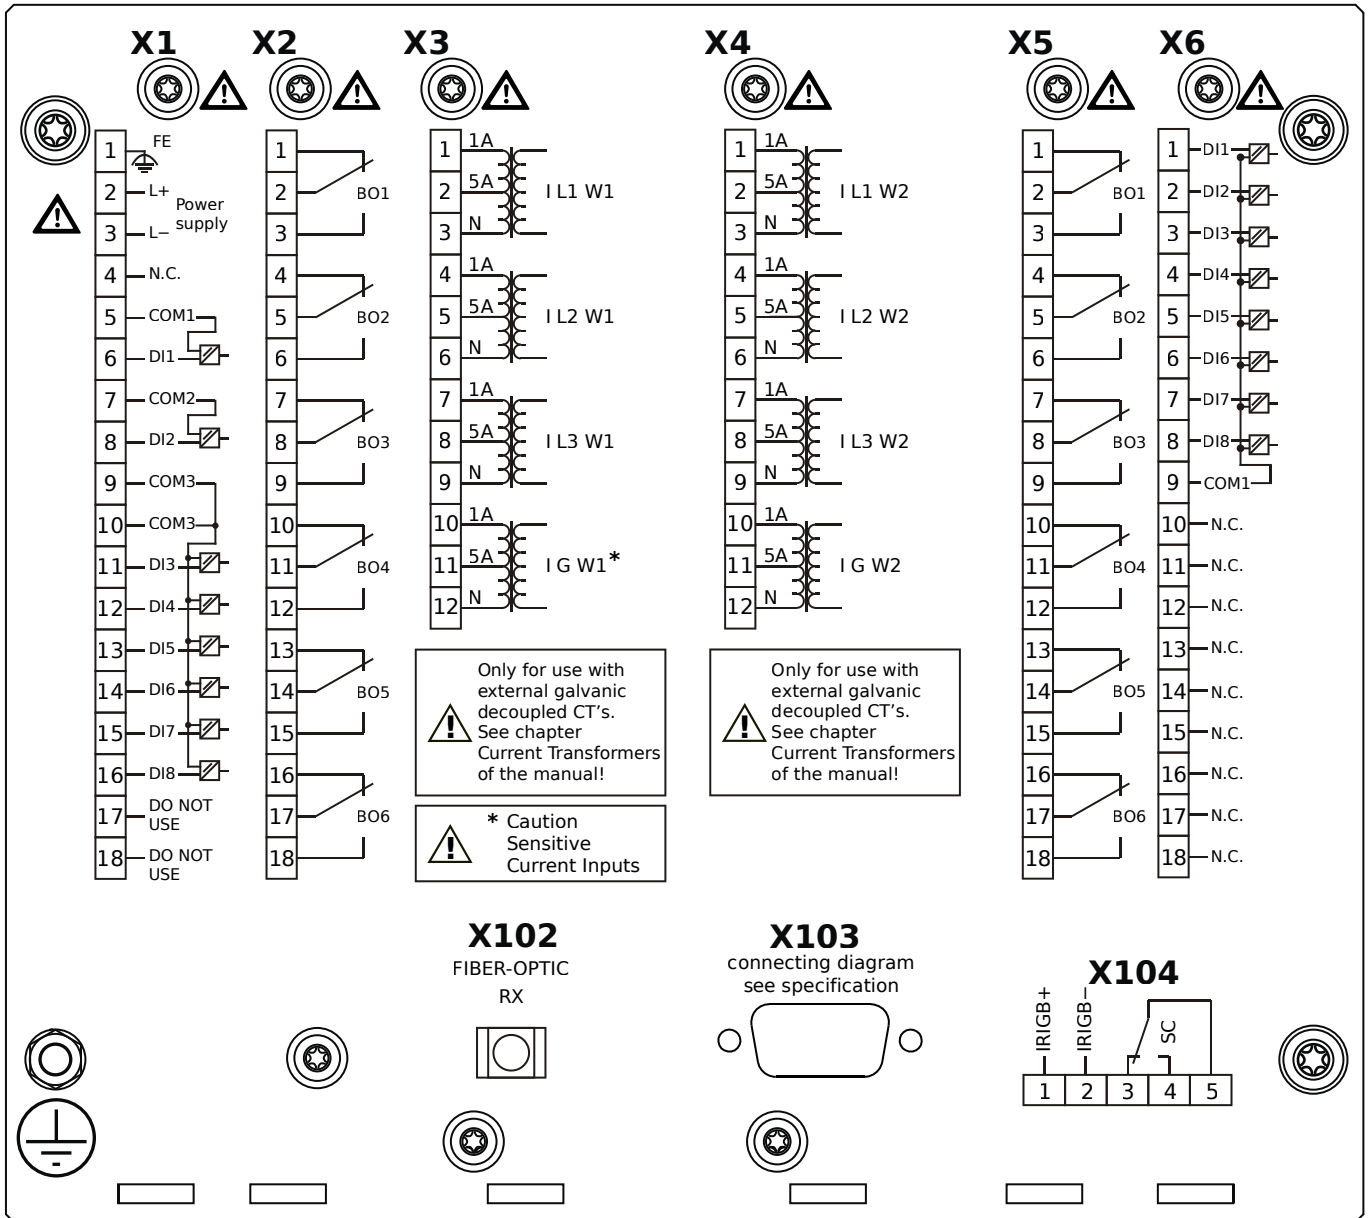 X1
X2
X3
X4
X5
X6
1 FE
2 L+
Power
supply
3 L−
4 N.C.
5 COM1
6 DI1
7 COM2
8 DI2
9 COM3
10 COM3
11 DI3
12 DI4
13 DI5
14 DI6
15 DI7
16 DI8
17 DO NOT
USE
18 DO NOT
USE
1
2 BO1
3
4
5 BO2
6
7
8 BO3
9
10
11 BO4
12
13
14 BO5
15
16
17 BO6
18
1 1A
2 5A I L1 W1
3 N
4 1A
5 5A I L2 W1
6 N
7 1A
8 5A I L3 W1
9 N
10 1A
11 5A I G W1*
12 N
Only for use with
external galvanic
decoupled CT's.
See chapter
Current Transformers
of the manual!
* Caution
Sensitive
Current Inputs
1 1A
2 5A I L1 W2
3 N
4 1A
5 5A I L2 W2
6 N
7 1A
8 5A I L3 W2
9 N
10 1A
11 5A I G W2
12 N
Only for use with
external galvanic
decoupled CT's.
See chapter
Current Transformers
of the manual!
1
2 BO1
3
4
5 BO2
6
7
8 BO3
9
10
11 BO4
12
13
14 BO5
15
16
17 BO6
18
1 DI1
2 DI2
3 DI3
4 DI4
5 DI5
6 DI6
7 DI7
8 DI8
9 COM1
10 N.C.
11 N.C.
12 N.C.
13 N.C.
14 N.C.
15 N.C.
16 N.C.
17 N.C.
18 N.C.
X102
FIBER-OPTIC
RX
X103
connecting diagram
see specification
X104
IRIGB+
IRIGB−
SC
1 2 3 4 5